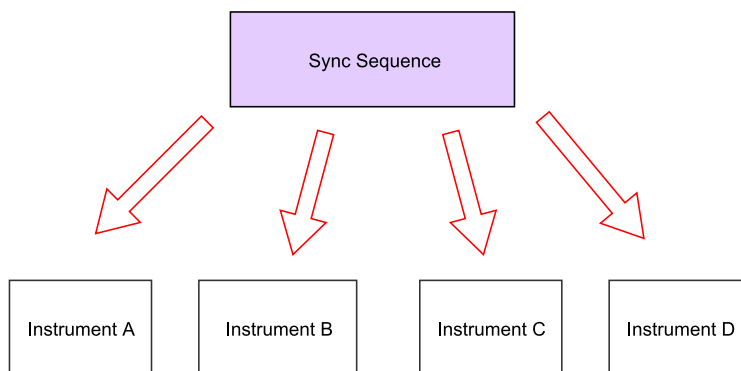 Sync Sequence
Instrument A
Instrument B
Instrument C
Instrument D